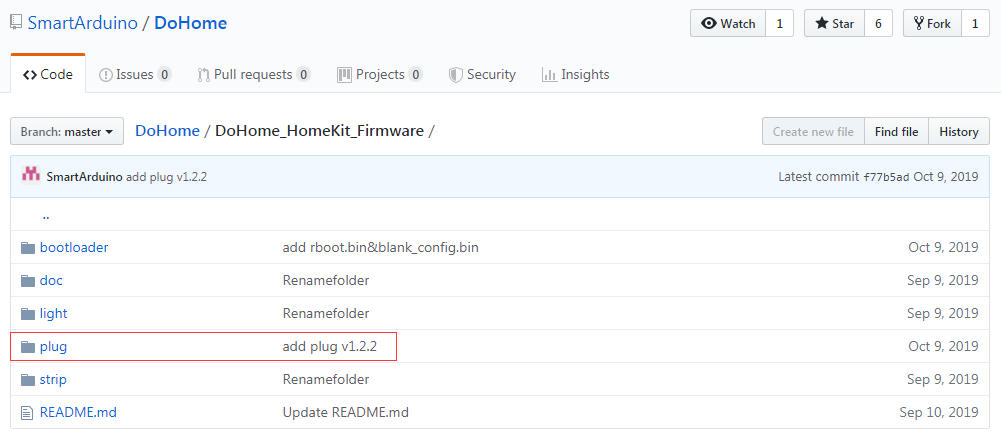 SmartArduino / DoHome Watch 1 Star 6 Fork 1
Code Issues 0 Pull requests 0 Projects 0 Security Insights
Branch: master DoHome / DoHome_HomeKit_Firmware / Create new file Find file History
SmartArduino add plug v1.2.2 Latest commit f77b5ad Oct 9, 2019
..
bootloader add rboot.bin&blank_config.bin Oct 9, 2019
doc Renamefolder Sep 9, 2019
light Renamefolder Sep 9, 2019
plug add plug v1.2.2 Oct 9, 2019
strip Renamefolder Sep 9, 2019
README.md Update README.md Sep 10, 2019